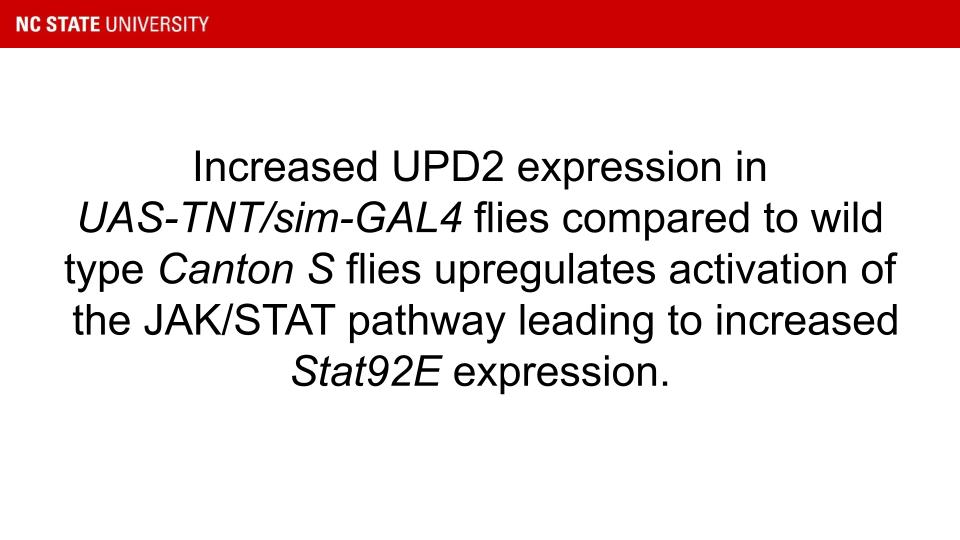 NC STATE UNIVERSITY
Increased UPD2 expression in
UAS-TNT/sim-GAL4 flies compared to wild
type Canton S flies upregulates activation of
the JAK/STAT pathway leading to increased
Stat92E expression.